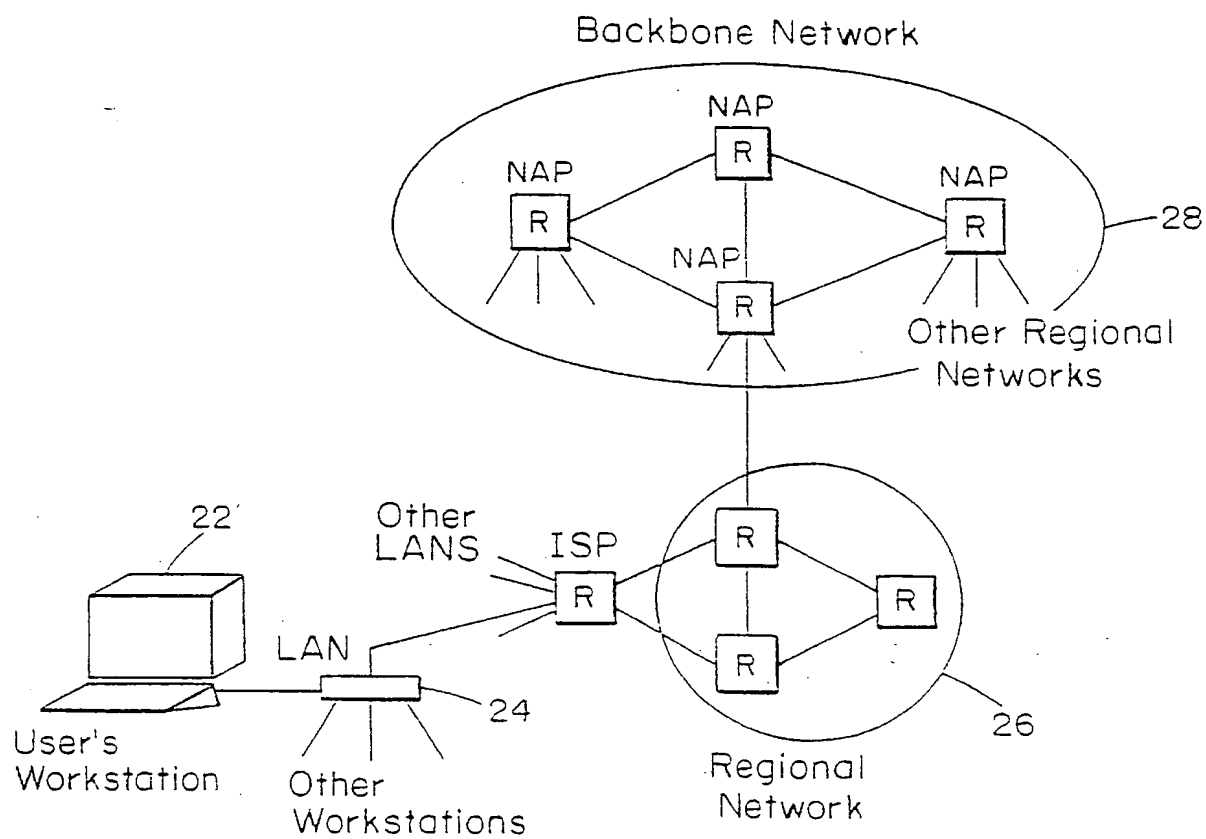 Backbone Network
NAP
R
NAP
R
NAP
R
NAP
R
28
Other Regional
Networks
22
Other
LANS
ISP
R
R
R
R
LAN
24
26
User's
Workstation
Other
Workstations
Regional
Network